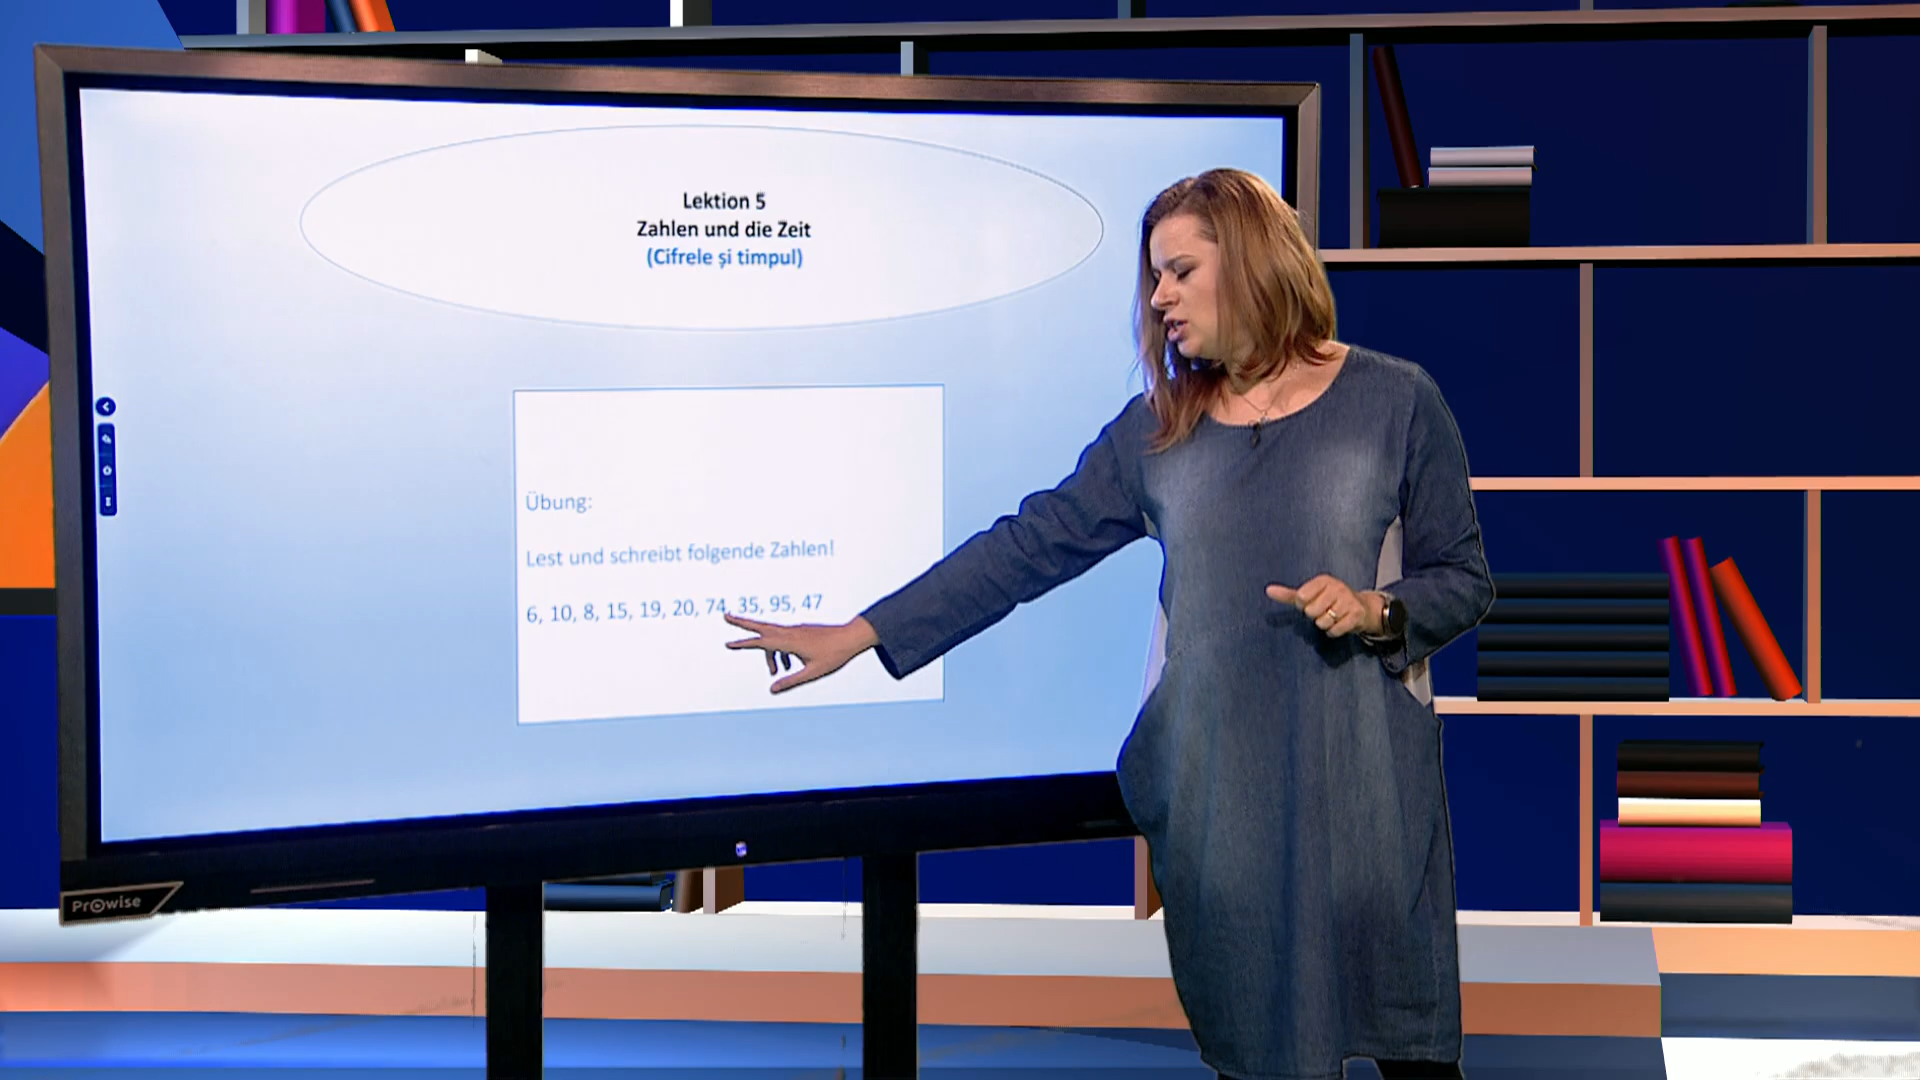 Lektion 5
Zahlen und die Zeit
(Cifrele și timpul)
Übung:
Lest und schreibt folgende Zahlen!
6, 10, 8, 15, 19, 20, 74, 35, 95, 47
Prowise